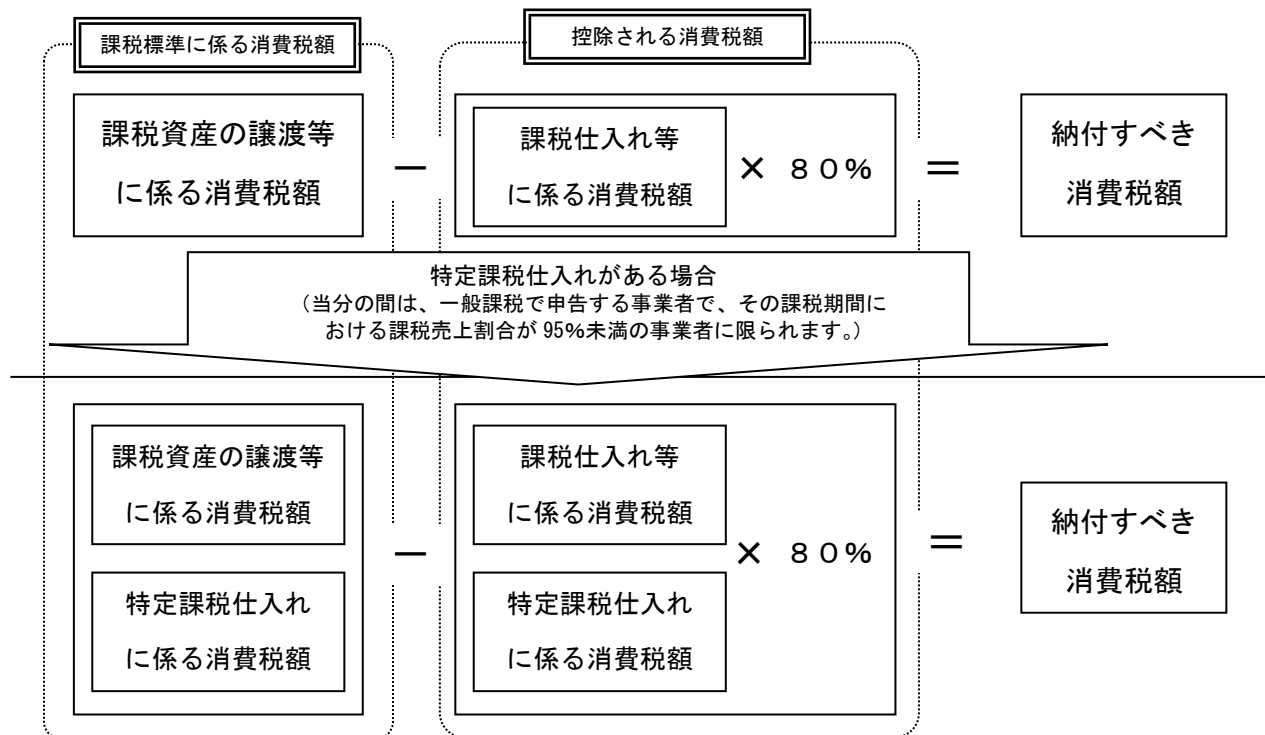 課税標準に係る消費税額
控除される消費税額
課税資産の譲渡等
に係る消費税額
－
課税仕入れ等
に係る消費税額
× ８０％
＝
納付すべき
消費税額
特定課税仕入れがある場合
（当分の間は、一般課税で申告する事業者で、その課税期間に
おける課税売上割合が 95％未満の事業者に限られます。）
課税資産の譲渡等
に係る消費税額
特定課税仕入れ
に係る消費税額
－
課税仕入れ等
に係る消費税額
特定課税仕入れ
に係る消費税額
× ８０％
＝
納付すべき
消費税額